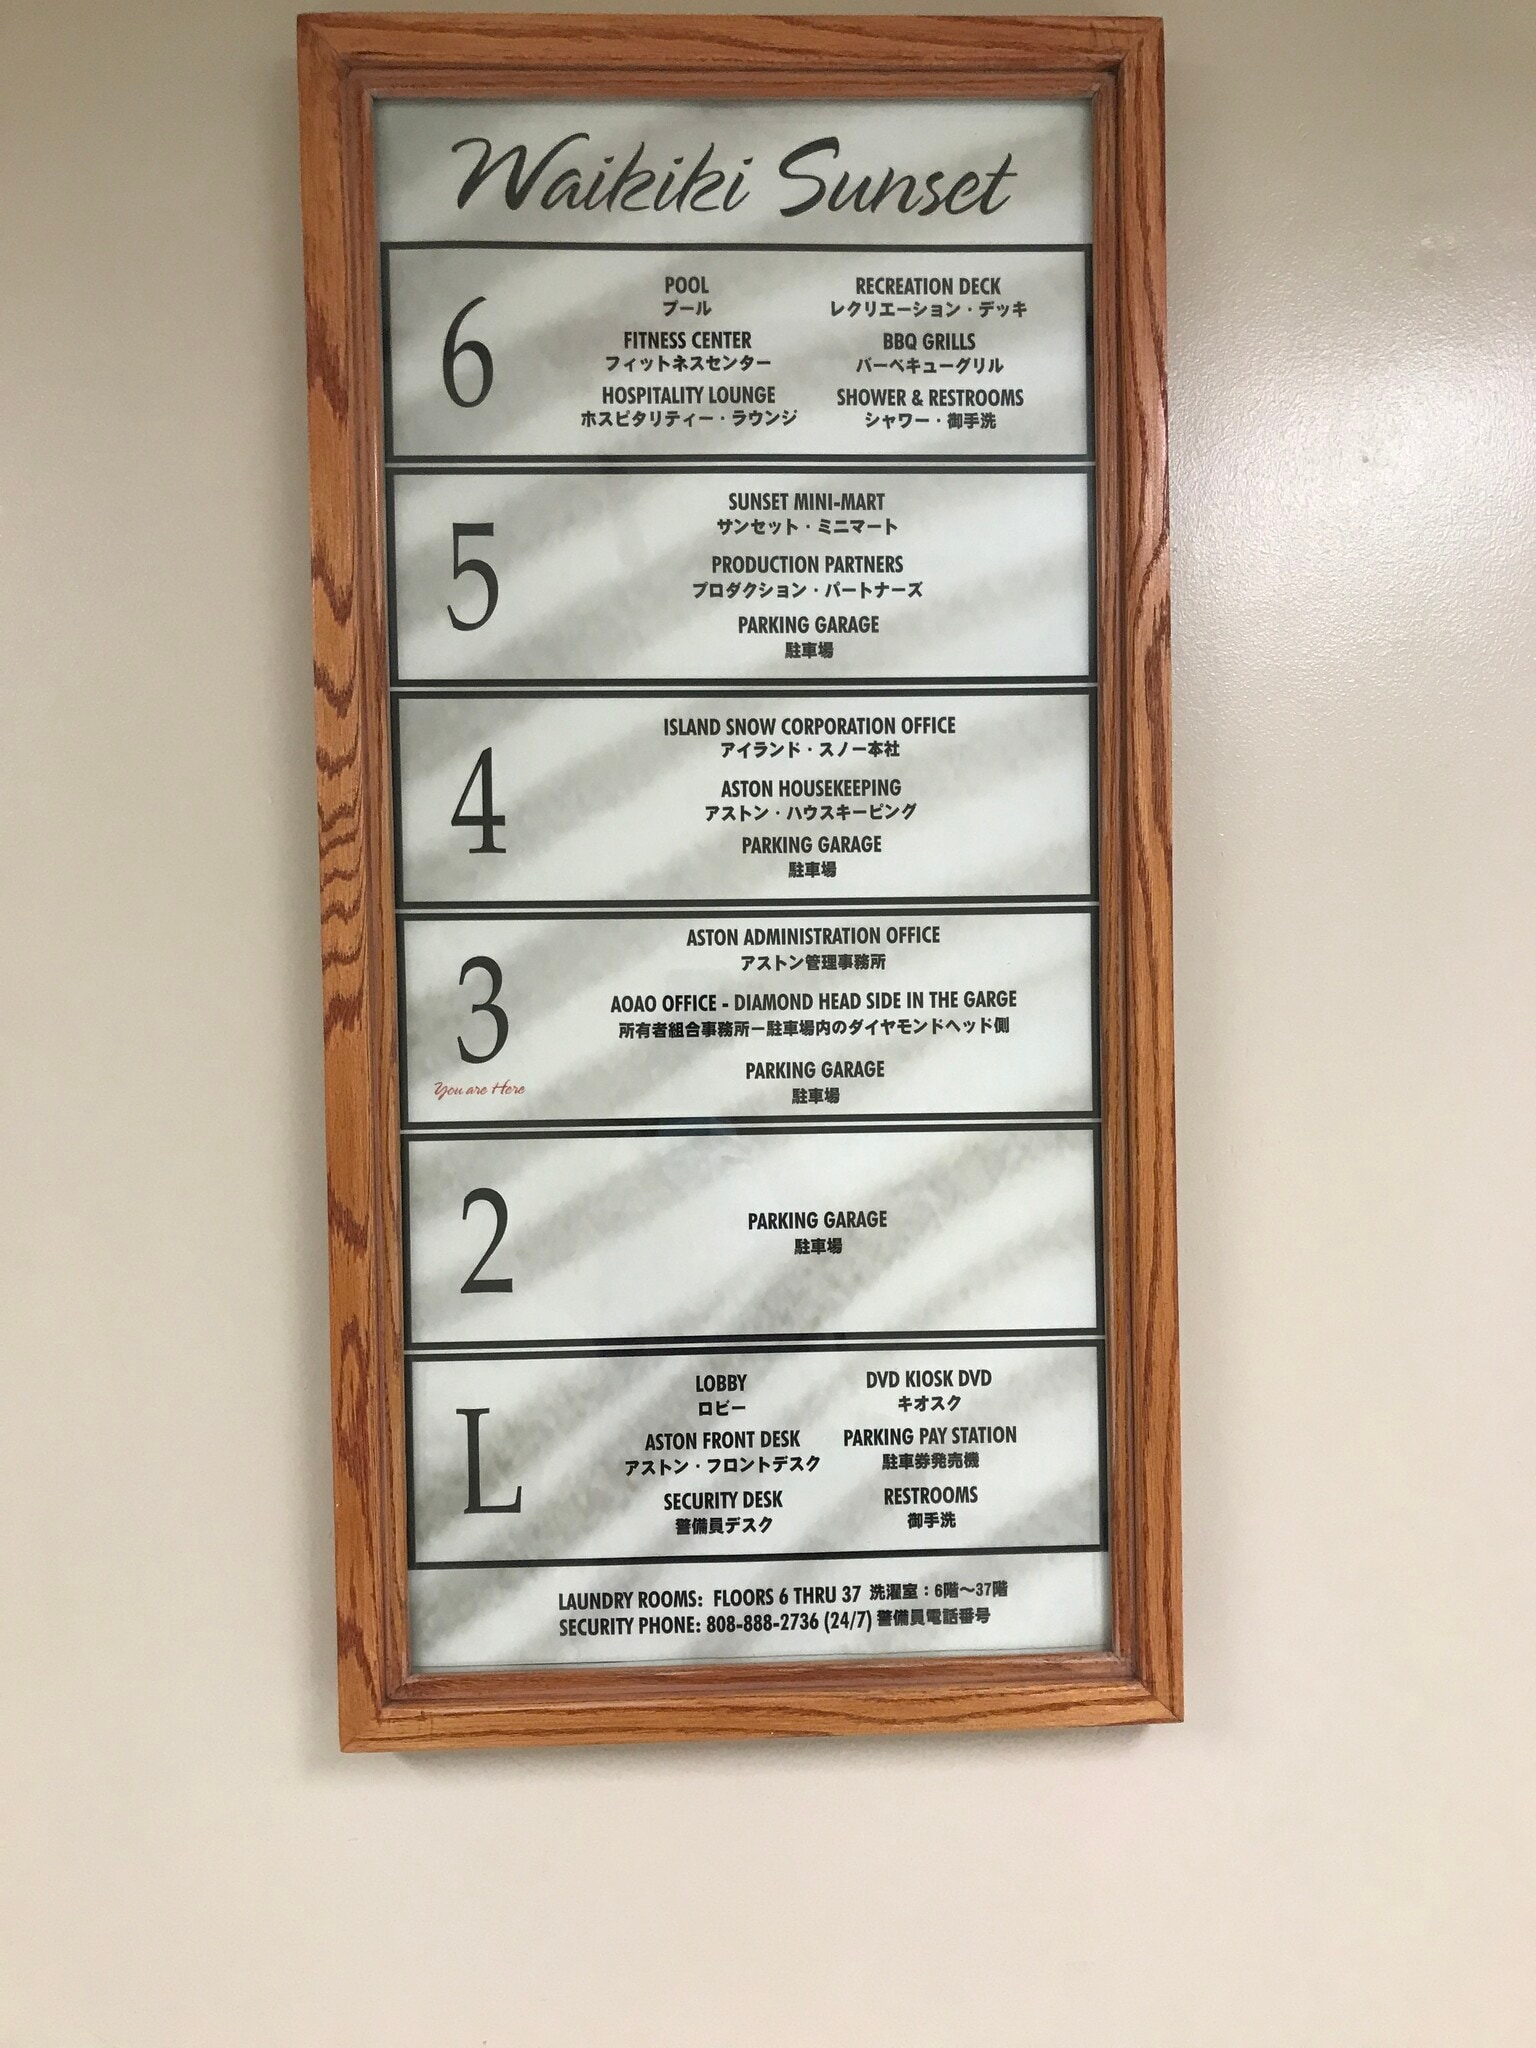 Waikiki Sunset
6
POOL
プール
FITNESS CENTER
フィットネスセンター
HOSPITALITY LOUNGE
ホスピタリティー・ラウンジ
RECREATION DECK
レクリエーション・デッキ
BBQ GRILLS
バーベキューグリル
SHOWER & RESTROOMS
シャワー・御手洗
5
SUNSET MINI-MART
サンセット・ミニマート
PRODUCTION PARTNERS
プロダクション・パートナーズ
PARKING GARAGE
駐車場
4
ISLAND SNOW CORPORATION OFFICE
アイランド・スノー本社
ASTON HOUSEKEEPING
アストン・ハウスキーピング
PARKING GARAGE
駐車場
3
You are Here
ASTON ADMINISTRATION OFFICE
アストン管理事務所
AOAO OFFICE - DIAMOND HEAD SIDE IN THE GARGE
所有者組合事務所ー駐車場内のダイヤモンドヘッド側
PARKING GARAGE
駐車場
2
PARKING GARAGE
駐車場
L
LOBBY
ロビー
ASTON FRONT DESK
アストン・フロントデスク
SECURITY DESK
警備員デスク
DVD KIOSK DVD
キオスク
PARKING PAY STATION
駐車券発売機
RESTROOMS
御手洗
LAUNDRY ROOMS: FLOORS 6 THRU 37 洗濯室：6階～37階
SECURITY PHONE: 808-888-2736 (24/7) 警備員電話番号